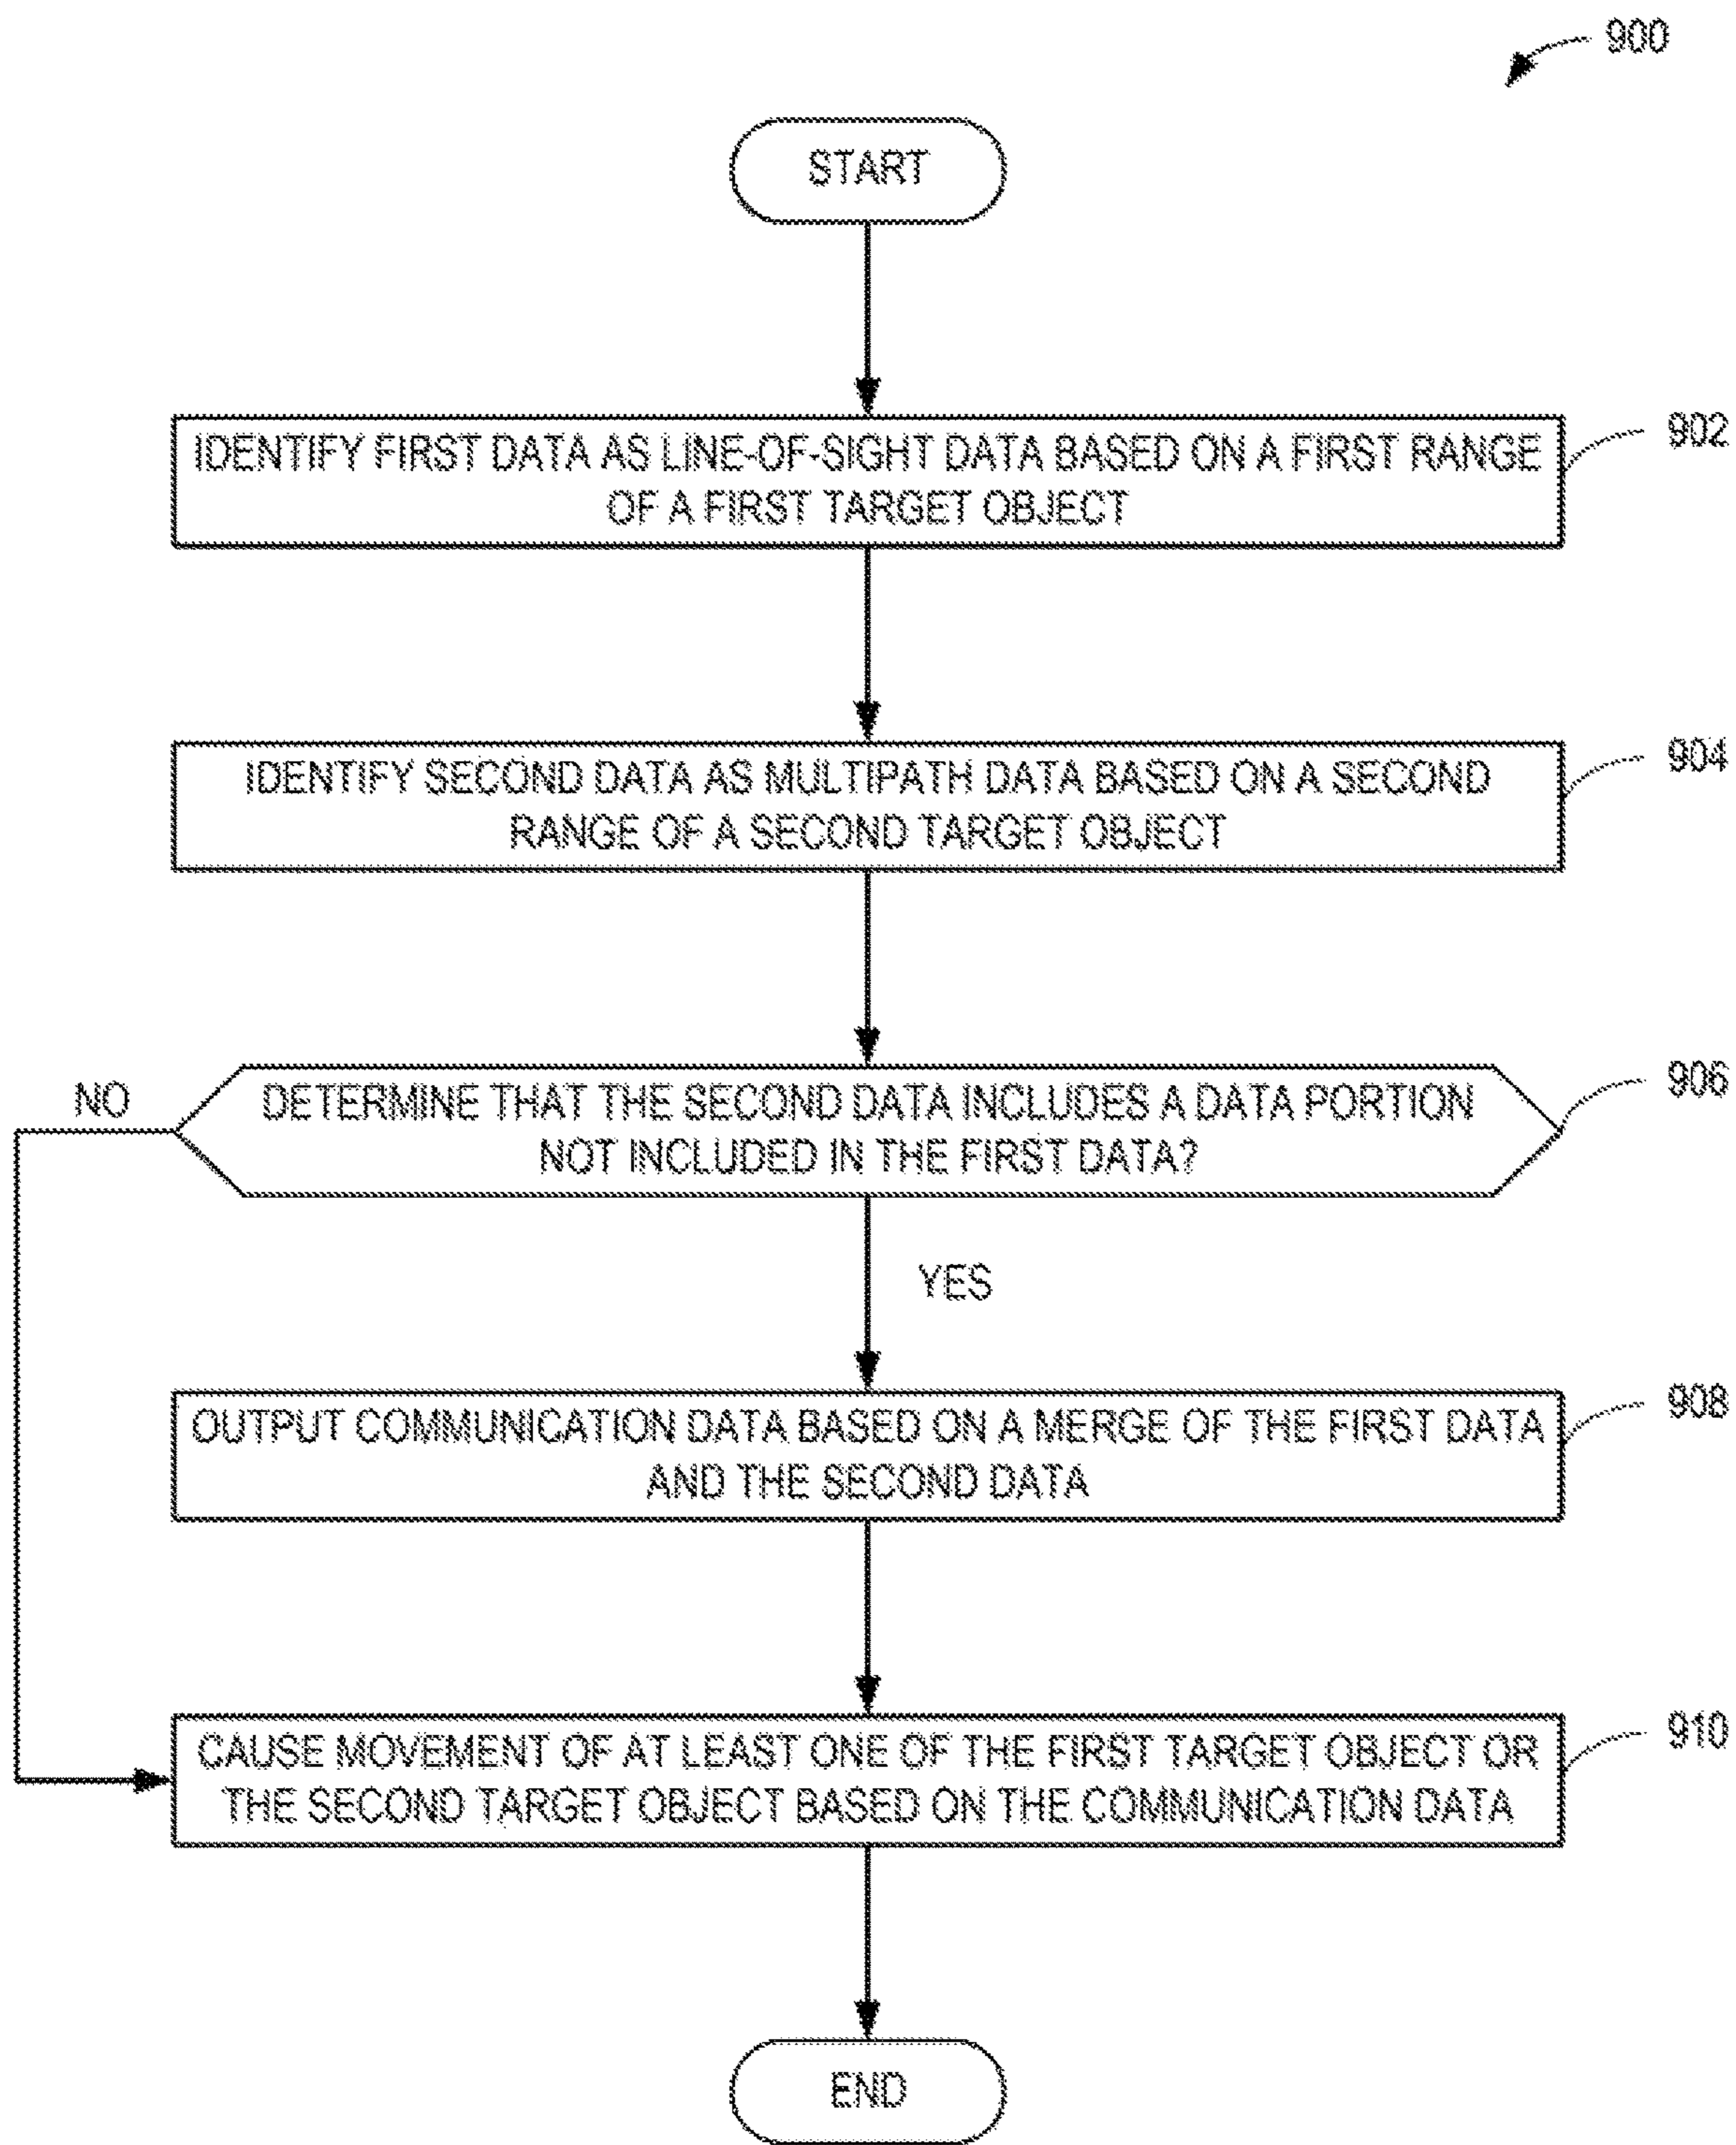 900
START
IDENTIFY FIRST DATA AS LINE-OF-SIGHT DATA BASED ON A FIRST RANGE
OF A FIRST TARGET OBJECT
902
IDENTIFY SECOND DATA AS MULTIPATH DATA BASED ON A SECOND
RANGE OF A SECOND TARGET OBJECT
904
NO
DETERMINE THAT THE SECOND DATA INCLUDES A DATA PORTION
NOT INCLUDED IN THE FIRST DATA?
906
YES
OUTPUT COMMUNICATION DATA BASED ON A MERGE OF THE FIRST DATA
AND THE SECOND DATA
908
CAUSE MOVEMENT OF AT LEAST ONE OF THE FIRST TARGET OBJECT OR
THE SECOND TARGET OBJECT BASED ON THE COMMUNICATION DATA
910
END